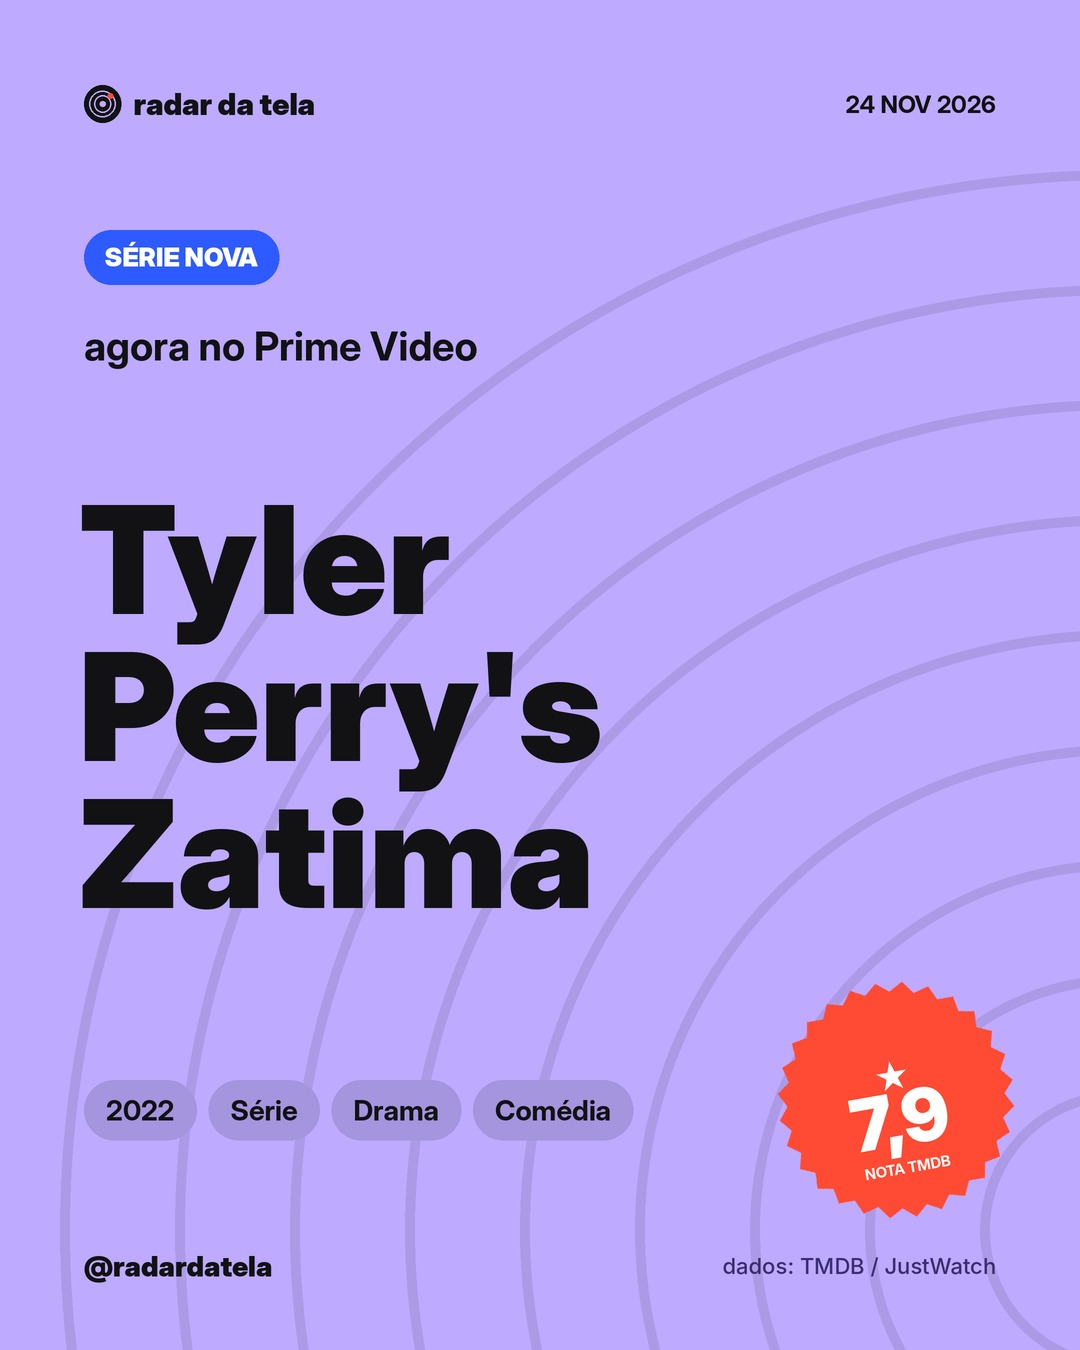 radar da tela
24 NOV 2026
SÉRIE NOVA
agora no Prime Video
Tyler
Perry's
Zatima
2022
Série
Drama
Comédia
7,9
NOTA TMDB
@radardatela
dados: TMDB / JustWatch